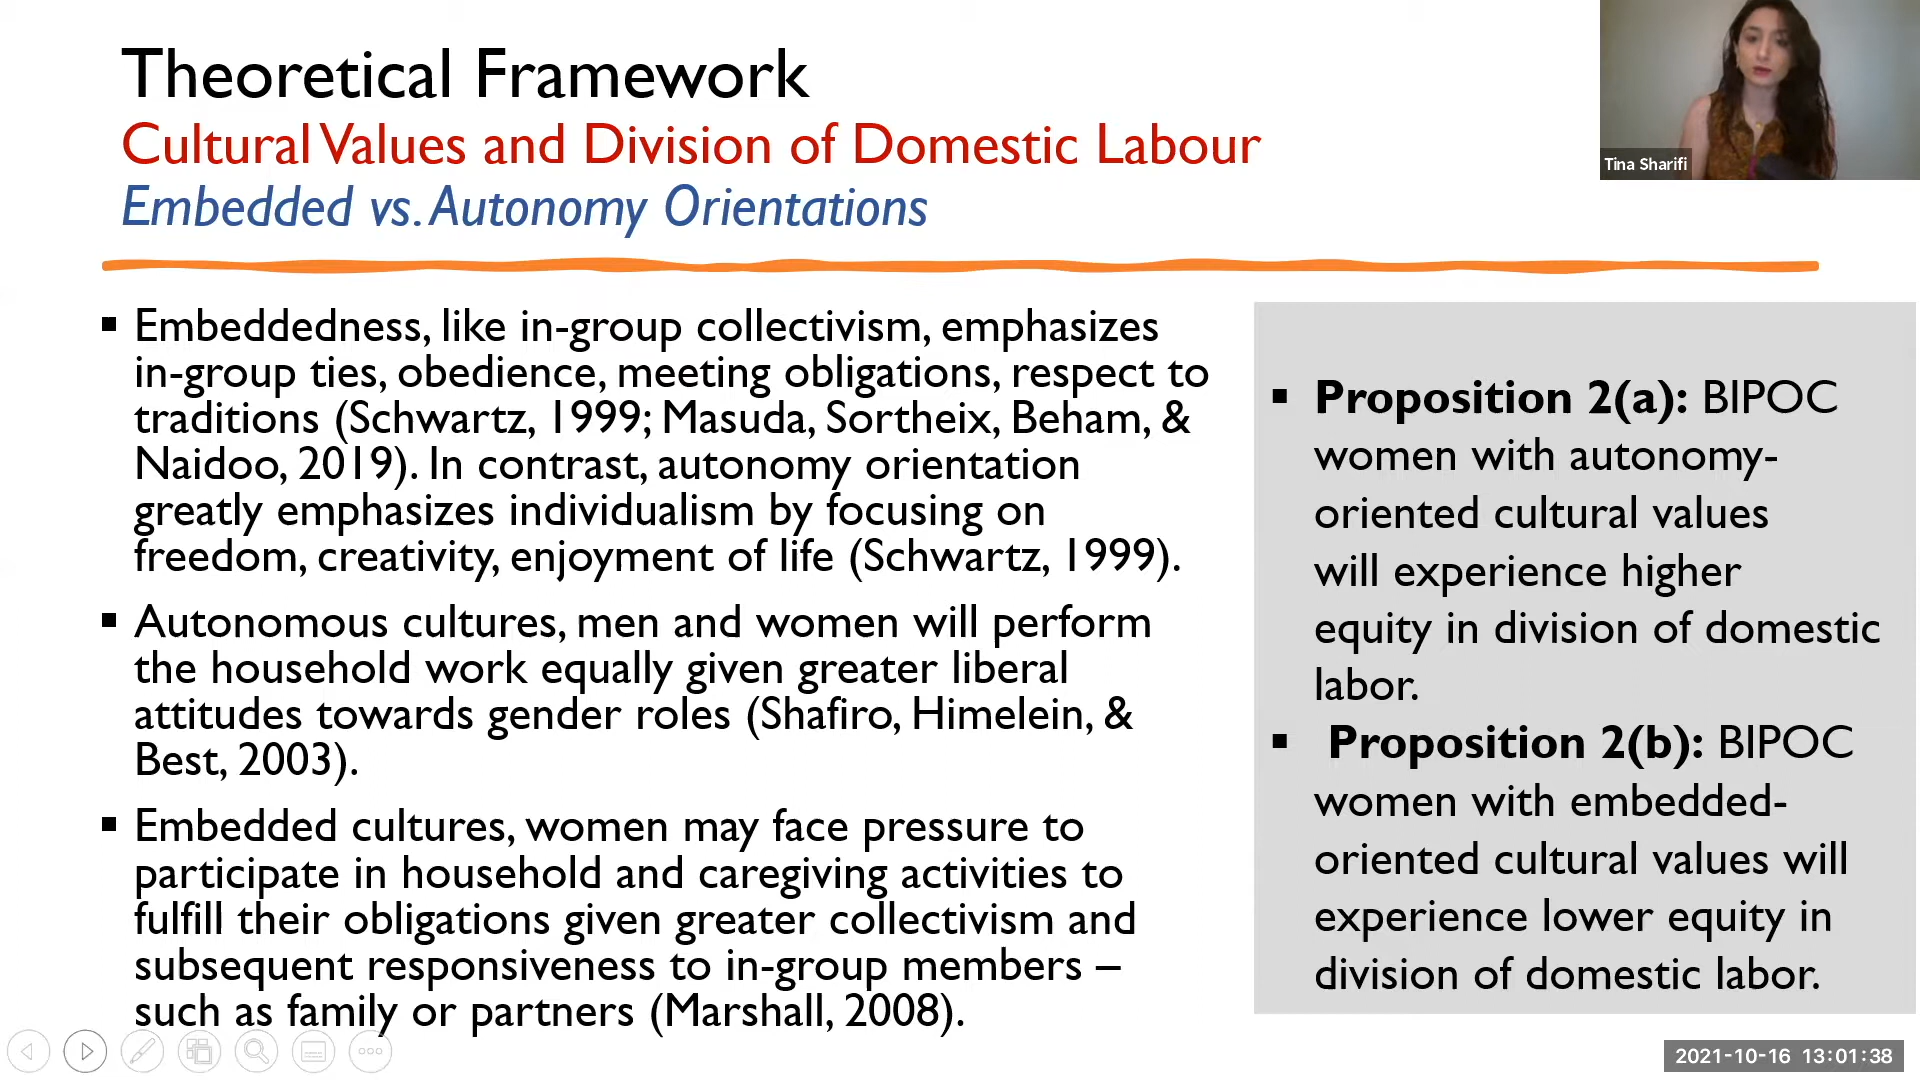 Theoretical Framework
Cultural Values and Division of Domestic Labour
Embedded vs. Autonomy Orientations
Tina Sharifi
▪ Embeddedness, like in-group collectivism, emphasizes
in-group ties, obedience, meeting obligations, respect to
traditions (Schwartz, 1999; Masuda, Sortheix, Beham, &
Naidoo, 2019). In contrast, autonomy orientation
greatly emphasizes individualism by focusing on
freedom, creativity, enjoyment of life (Schwartz, 1999).
▪ Autonomous cultures, men and women will perform
the household work equally given greater liberal
attitudes towards gender roles (Shafiro, Himelein, &
Best, 2003).
▪ Embedded cultures, women may face pressure to
participate in household and caregiving activities to
fulfill their obligations given greater collectivism and
subsequent responsiveness to in-group members –
such as family or partners (Marshall, 2008).
▪ Proposition 2(a): BIPOC
women with autonomy-
oriented cultural values
will experience higher
equity in division of domestic
labor.
▪ Proposition 2(b): BIPOC
women with embedded-
oriented cultural values will
experience lower equity in
division of domestic labor.
2021-10-16 13:01:38